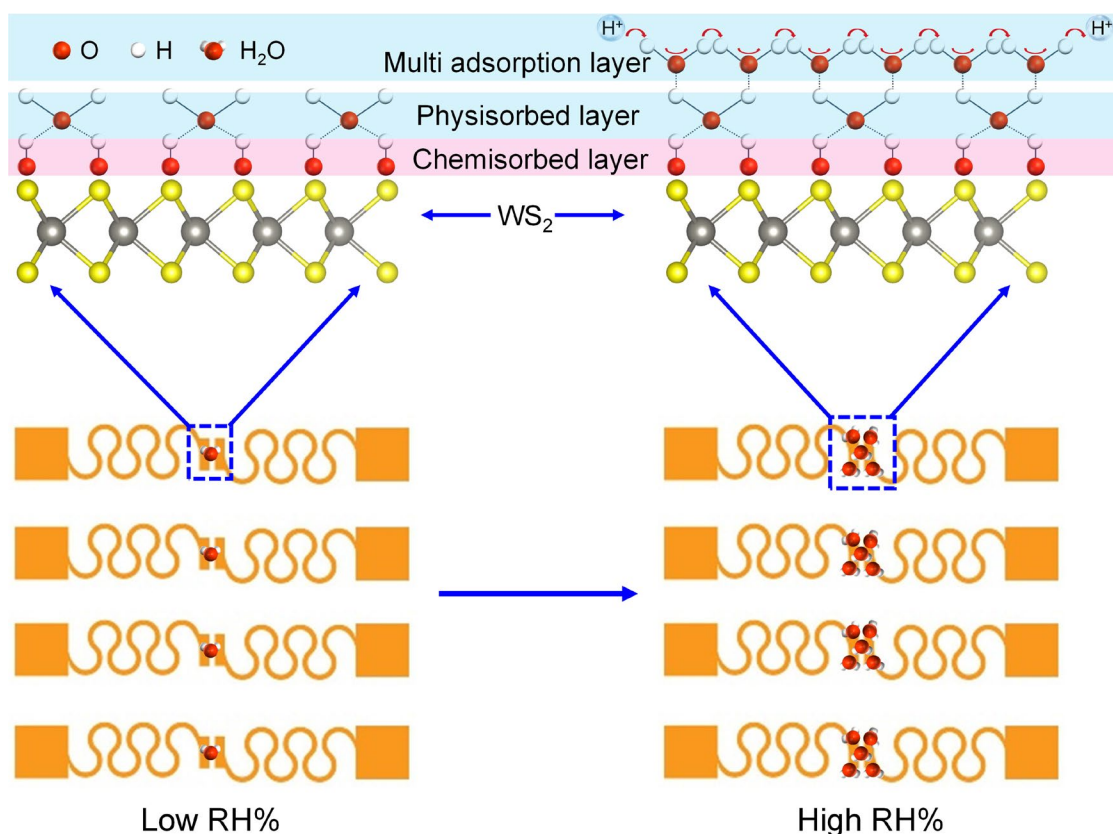 O H H₂O
H⁺ H⁺
Multi adsorption layer
Physisorbed layer
Chemisorbed layer
WS₂
Low RH% High RH%